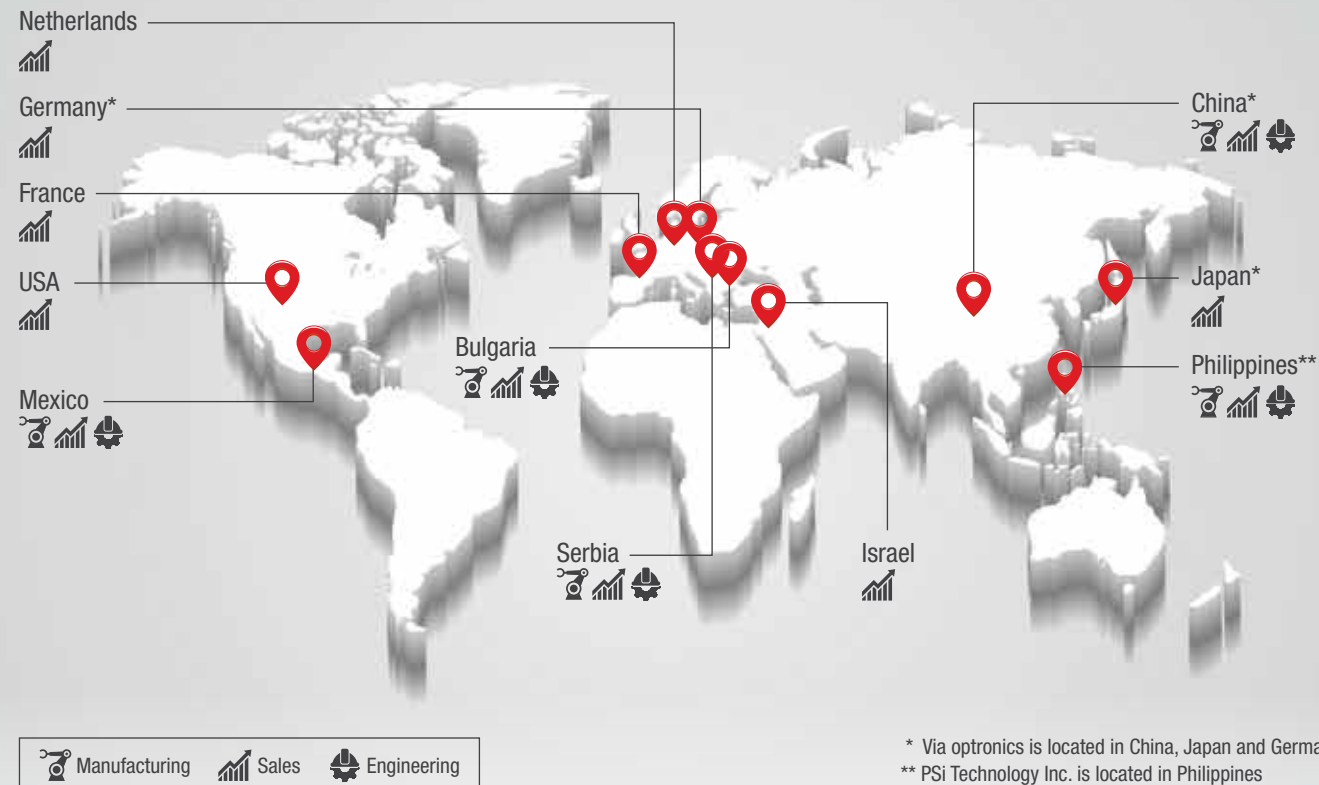 Netherlands
Germany*
France
USA
Mexico
Bulgaria
Serbia
Israel
China*
Japan*
Philippines**
Manufacturing Sales Engineering
* Via optronics is located in China, Japan and Germa
** PSi Technology Inc. is located in Philippines